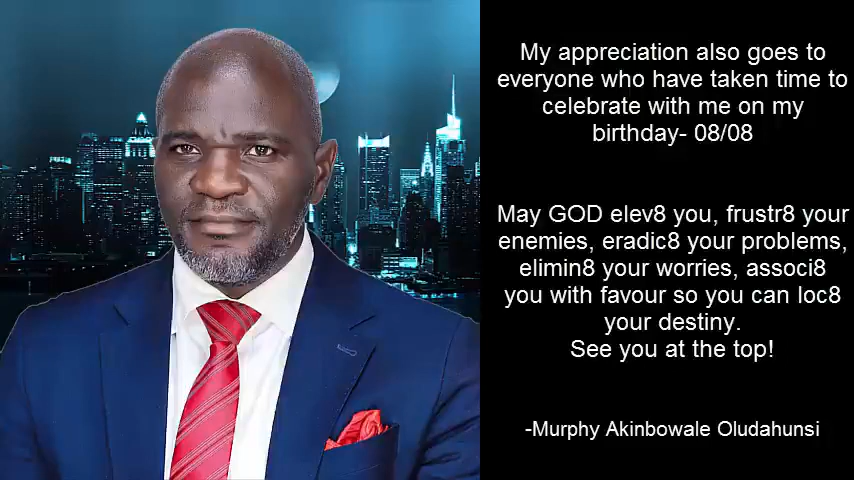 My appreciation also goes to
everyone who have taken time to
celebrate with me on my
birthday- 08/08
May GOD elev8 you, frustr8 your
enemies, eradic8 your problems,
elimin8 your worries, associ8
you with favour so you can loc8
your destiny.
See you at the top!
-Murphy Akinbowale Oludahunsi